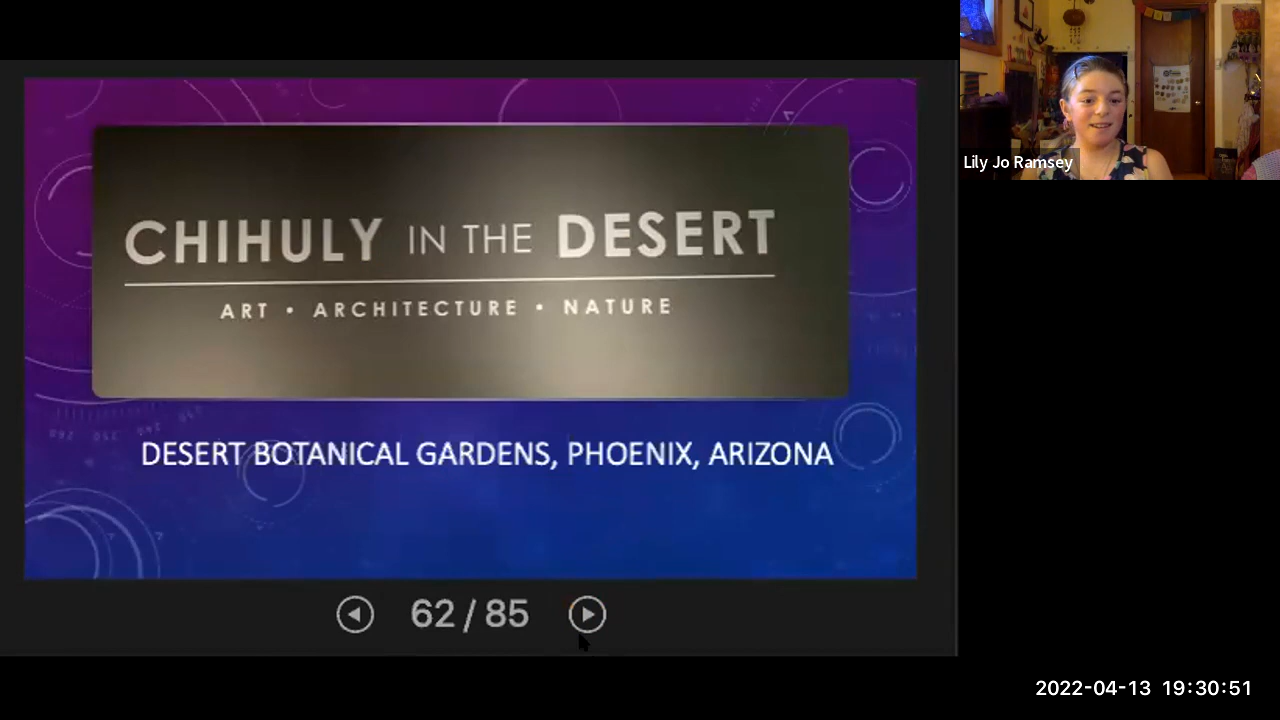 CHIHULY IN THE DESERT
ART • ARCHITECTURE • NATURE
DESERT BOTANICAL GARDENS, PHOENIX, ARIZONA
62 / 85
Lily Jo Ramsey
2022-04-13 19:30:51